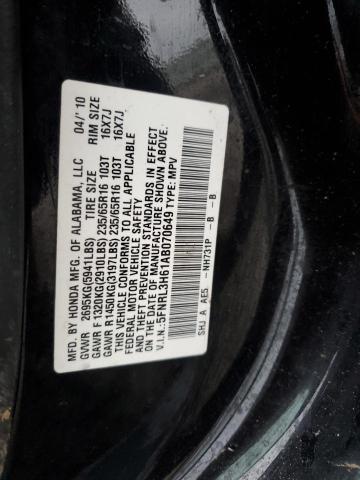 MFD. BY HONDA MFG. OF ALABAMA, LLC 04/'10
GVWR 2695KG(5941LBS) TIRE SIZE RIM SIZE
GAWR F 1320KG(2910LBS) 235/65R16 103T 16X7J
GAWR R1450KG(3197LBS) 235/65R16 103T 16X7J
THIS VEHICLE CONFORMS TO ALL APPLICABLE
FEDERAL MOTOR VEHICLE SAFETY, BUMPER,
AND THEFT PREVENTION STANDARDS IN EFFECT
ON THE DATE OF MANUFACTURE SHOWN ABOVE.
V.I.N.:5FNRL3H61AB070649 TYPE: MPV
SHJ A AE5 -NH731P -B -B